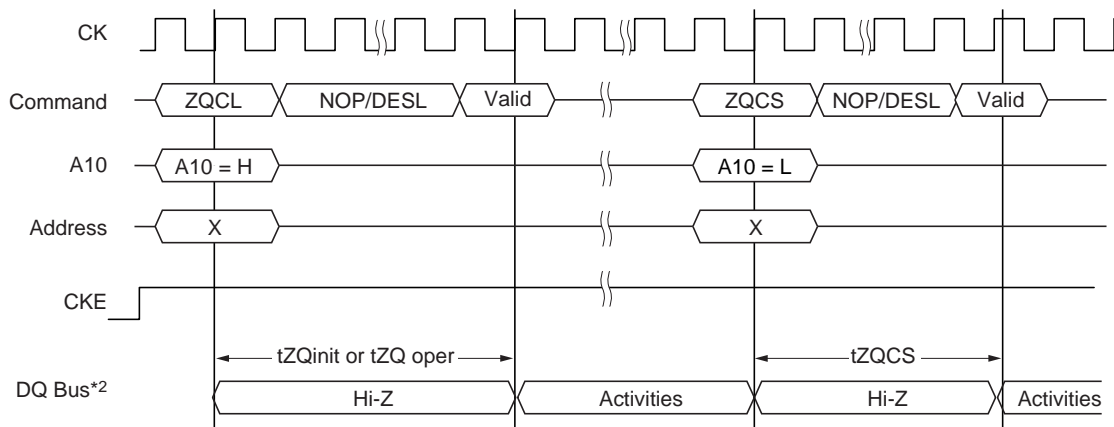 CK
Command ZQCL NOP/DESL Valid ZQCS NOP/DESL Valid
A10 A10 = H A10 = L
Address X X
CKE
tZQinit or tZQ oper tZQCS
DQ Bus*2 Hi-Z Activities Hi-Z Activities